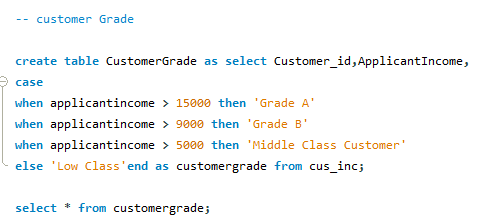 -- customer Grade
create table CustomerGrade as select Customer_id,ApplicantIncome,
case
when applicantincome > 15000 then 'Grade A'
when applicantincome > 9000 then 'Grade B'
when applicantincome > 5000 then 'Middle Class Customer'
else 'Low Class'end as customergrade from cus_inc;
select * from customergrade;